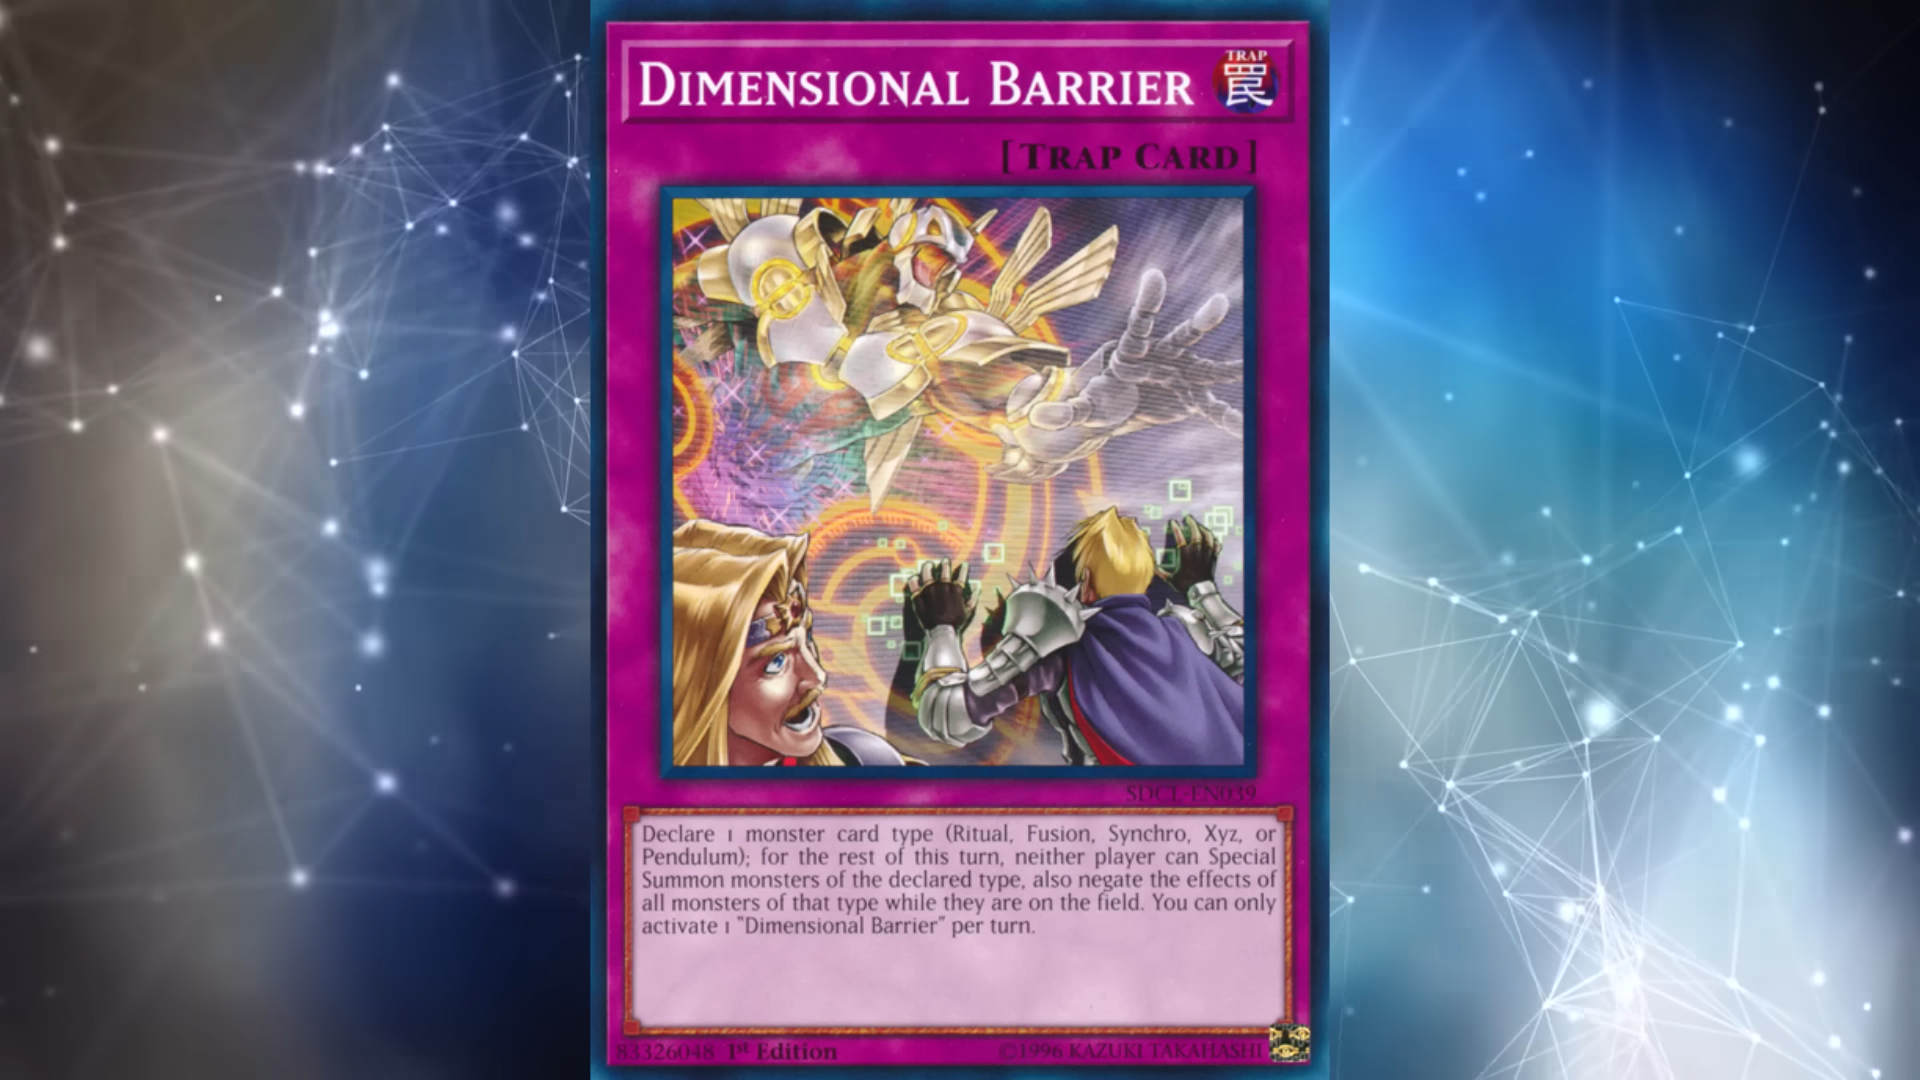 DIMENSIONAL BARRIER
TRAP
罠
[TRAP CARD]
SDCL-EN039
Declare 1 monster card type (Ritual, Fusion, Synchro, Xyz, or
Pendulum); for the rest of this turn, neither player can Special
Summon monsters of the declared type, also negate the effects of
all monsters of that type while they are on the field. You can only
activate 1 "Dimensional Barrier" per turn.
83326048 1st Edition
©1996 KAZUKI TAKAHASHI